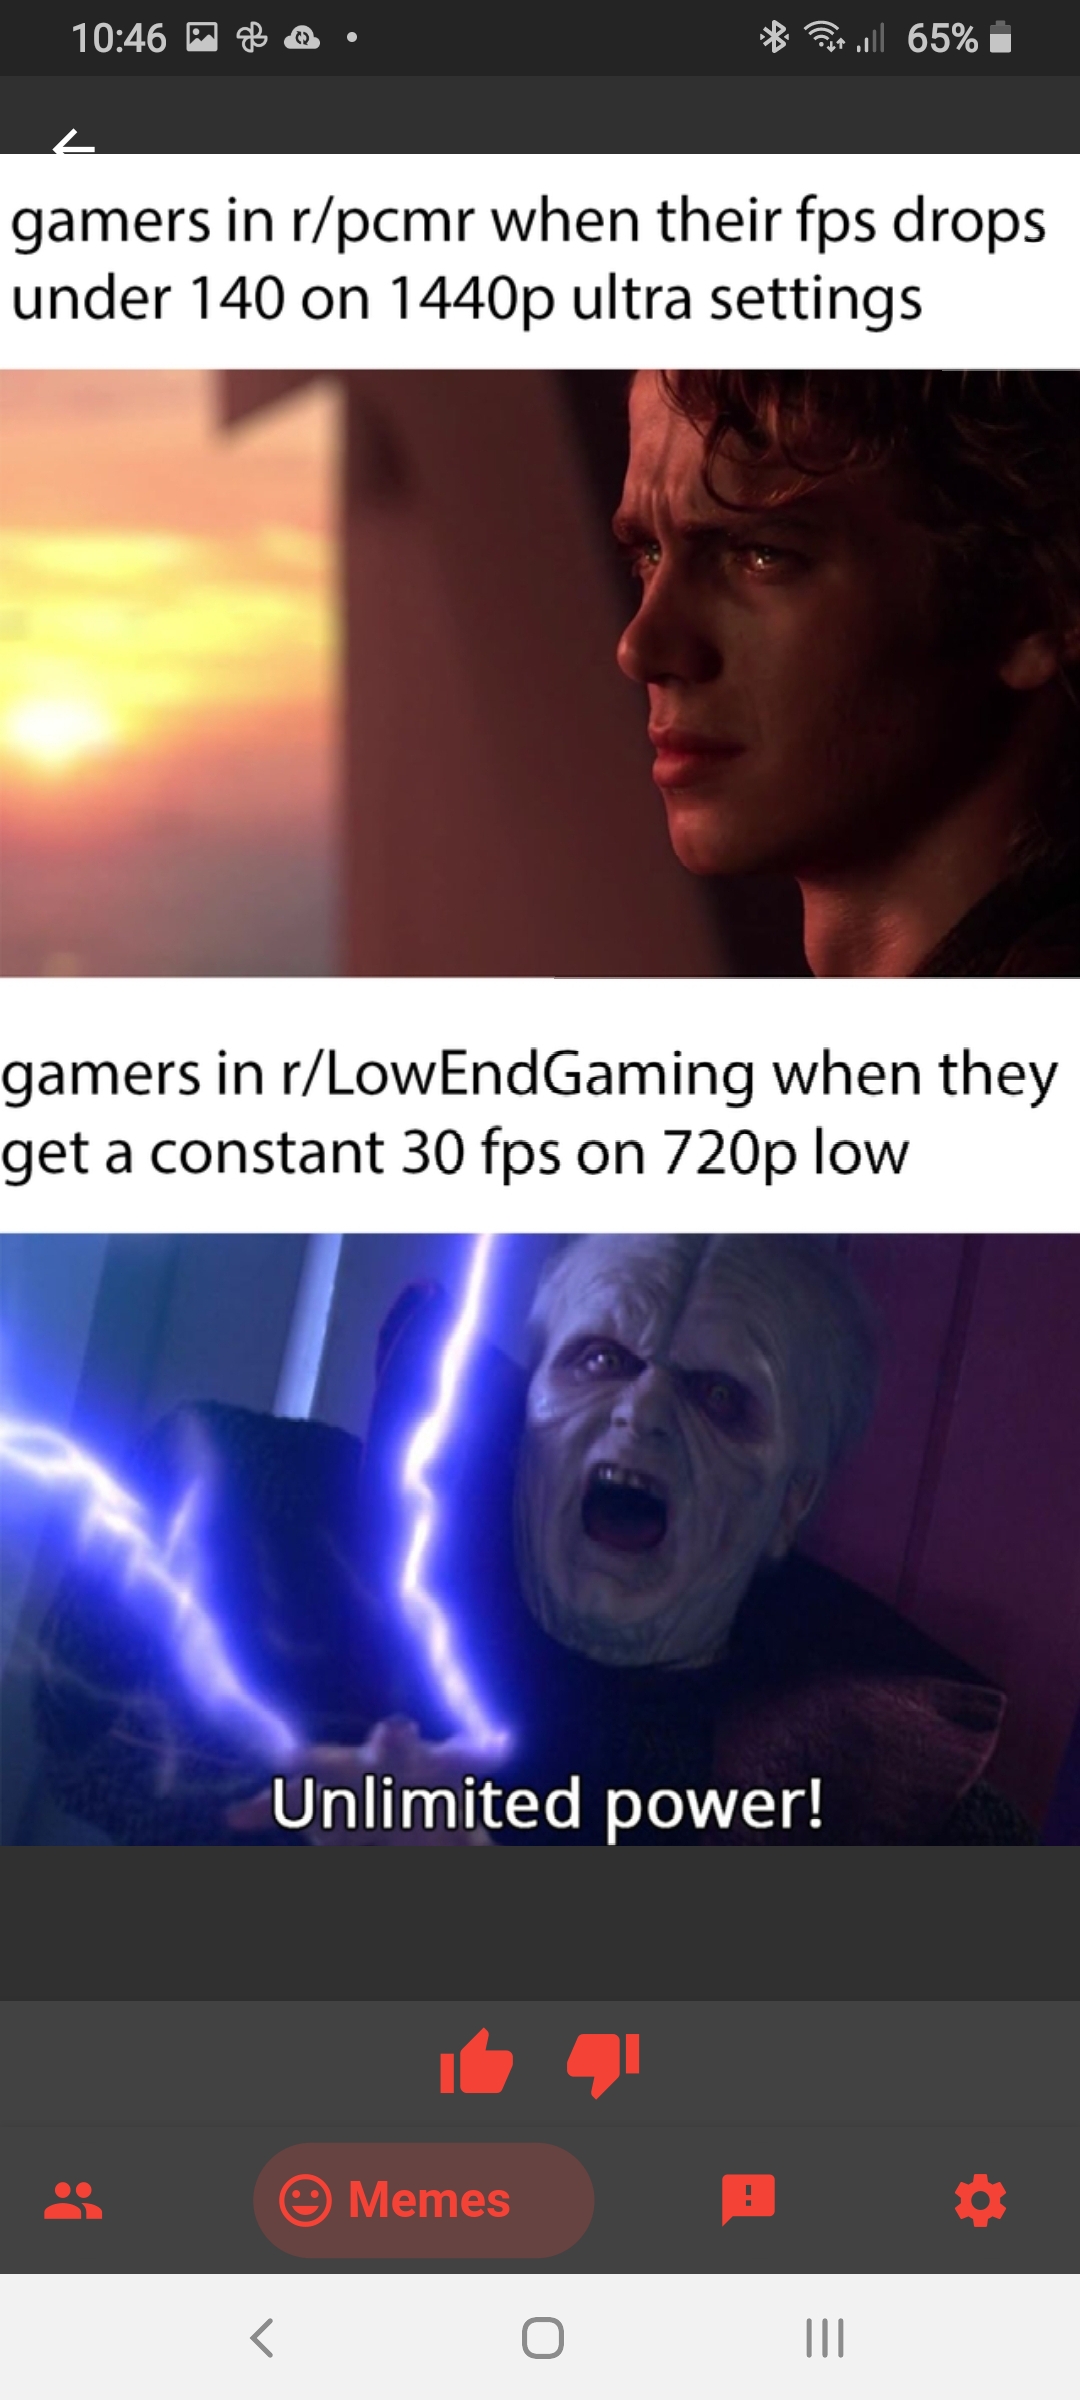 10:46
65%
gamers in r/pcmr when their fps drops
under 140 on 1440p ultra settings
gamers in r/LowEndGaming when they
get a constant 30 fps on 720p low
Unlimited power!
Memes